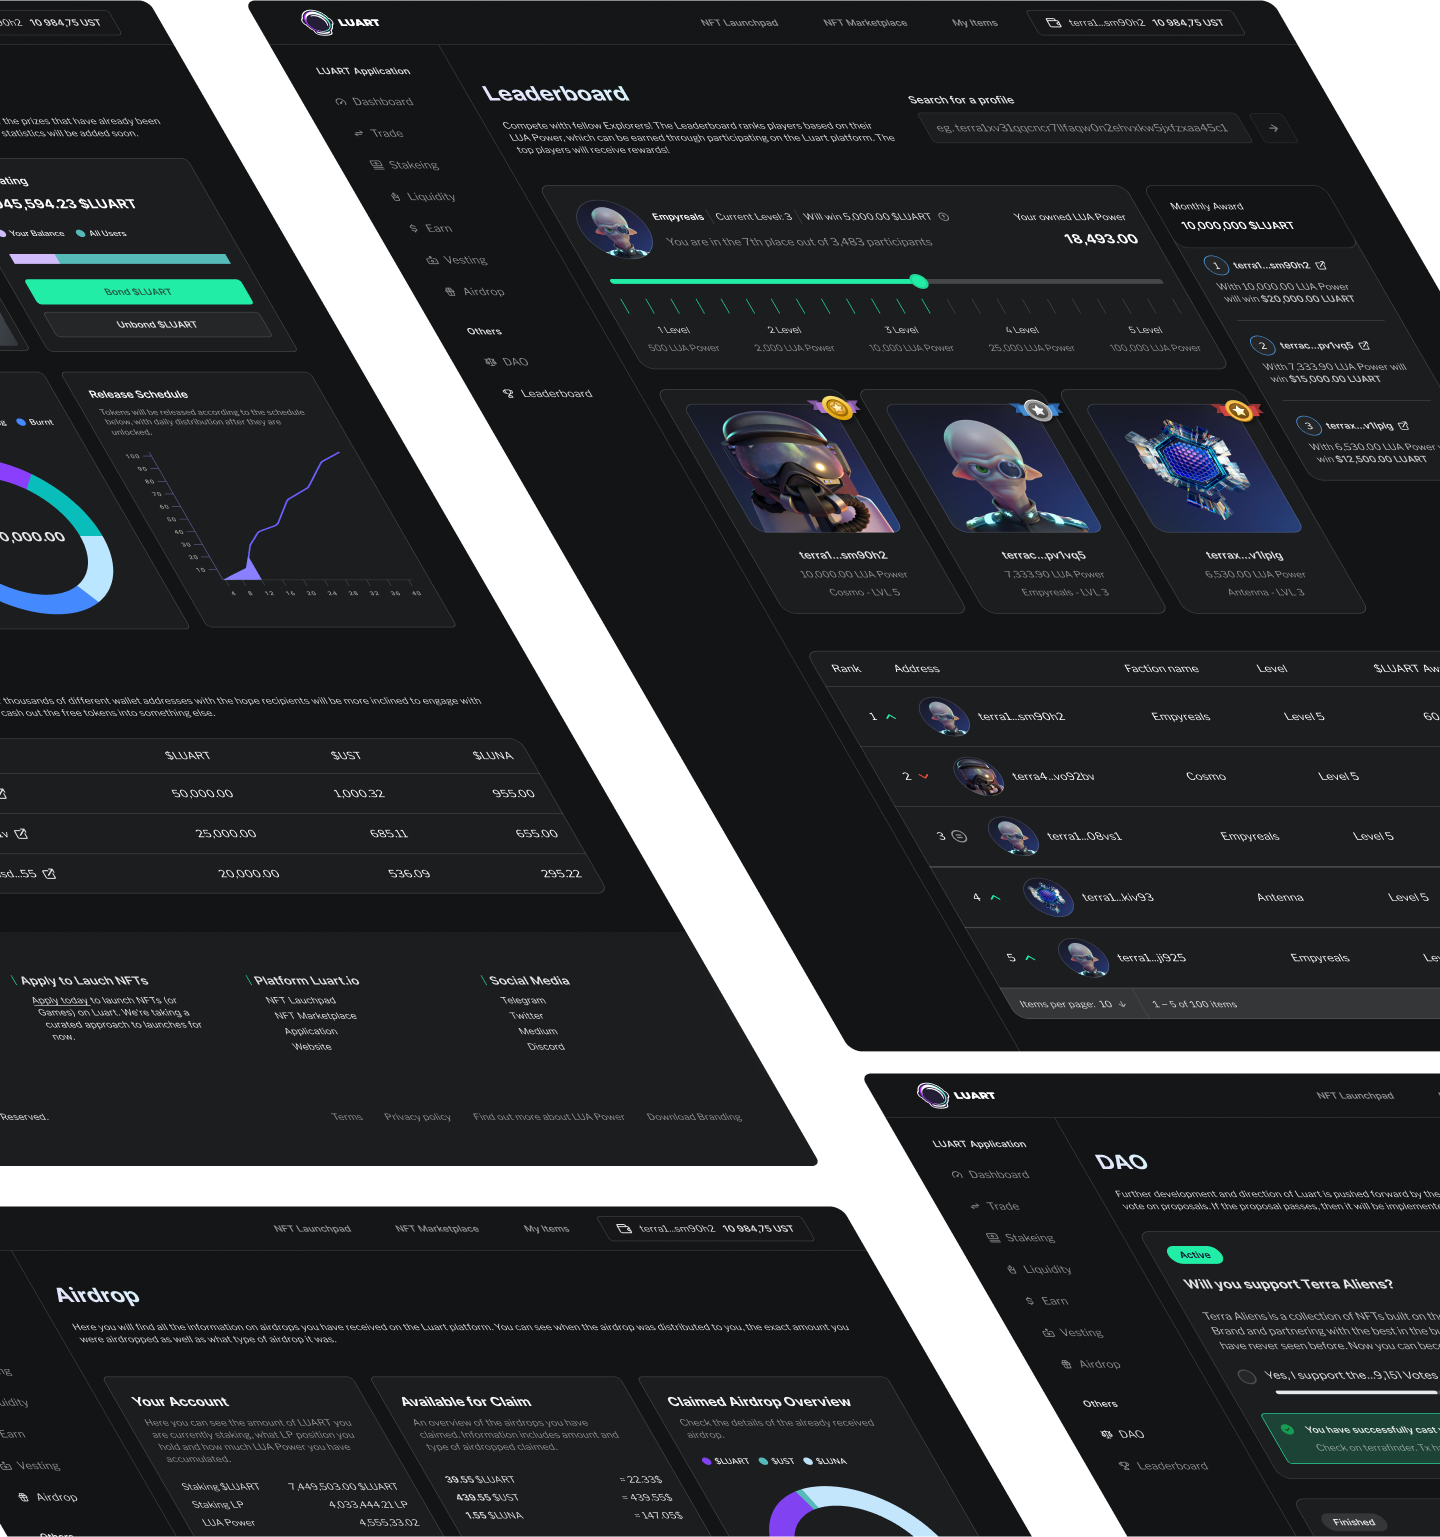 90h2 10 984,75 UST
the prizes that have already been
statistics will be added soon.
ating
945,594.23 $LUART
Your Balance All Users
Bond $LUART
Unbond $LUART
Burnt
0,000.00
Release Schedule
Tokens will be released according to the schedule
below, with daily distribution after they are
unlocked.
100
90
80
70
60
50
40
30
20
10
4 8 12 16 20 24 28 32 36 40
thousands of different wallet addresses with the hope recipients will be more inclined to engage with
cash out the free tokens into something else.
$LUART $UST $LUNA
50,000.00 1,000.32 955.00
25,000.00 685.11 655.00
sd...55 20,000.00 536.09 295.22
\ Apply to Lauch NFTs
Apply today to launch NFTs (or
Games) on Luart. We're taking a
curated approach to launches for
now.
\ Platform Luart.io
NFT Lauchpad
NFT Marketplace
Application
Website
\ Social Media
Telegram
Twitter
Medium
Discord
Reserved.
Terms Privacy policy Find out more about LUA Power Download Branding
LUART
NFT Launchpad NFT Marketplace My Items terra1...sm90h2 10 984,75 UST
LUART Application
Dashboard
Trade
Stakeing
Liquidity
$ Earn
Vesting
Airdrop
Others
DAO
Leaderboard
Leaderboard
Compete with fellow Explorers! The Leaderboard ranks players based on their
LUA Power, which can be earned through participating on the Luart platform. The
top players will receive rewards!
Search for a profile
eg. terra1xv31qqcncr7llfaqw0n2ehvxkw5jxfzxaa45c1
Empyreals Current Level: 3 Will win 5,000.00 $LUART
You are in the 7th place out of 3,483 participants
Your owned LUA Power
18,493.00
1 Level 2 Level 3 Level 4 Level 5 Level
500 LUA Power 2,000 LUA Power 10,000 LUA Power 25,000 LUA Power 100,000 LUA Power
Monthly Award
10,000,000 $LUART
1 terra1...sm90h2
With 10,000.00 LUA Power
will win $20,000.00 LUART
2 terrac...pv1vq5
With 7,333.90 LUA Power will
win $15,000.00 LUART
3 terrax...v1lplg
With 6,530.00 LUA Power
win $12,500.00 LUART
terra1...sm90h2
10,000.00 LUA Power
Cosmo - LVL 5
terrac...pv1vq5
7,333.90 LUA Power
Empyreals - LVL 3
terrax...v1lplg
6,530.00 LUA Power
Antenna - LVL 3
Rank Address Faction name Level $LUART Aw
1 terra1...sm90h2 Empyreals Level 5 60
2 terra4...vo92bv Cosmo Level 5
3 terra1...08vs1 Empyreals Level 5
4 terra1...kiv93 Antenna Level 5
5 terra1...ji925 Empyreals Lev
Items per page: 10 1 – 5 of 100 items
NFT Launchpad NFT Marketplace My Items terra1...sm90h2 10 984,75 UST
Airdrop
Here you will find all the information on airdrops you have received on the Luart platform. You can see when the airdrop was distributed to you, the exact amount you
were airdropped as well as what type of airdrop it was.
ng
uidity
Earn
Vesting
Airdrop
Others
Your Account
Here you can see the amount of LUART you
are currently staking, what LP position you
hold and how much LUA Power you have
accumulated.
Staking $LUART 7,449,503.00 $LUART
Staking LP 4,033,444.21 LP
LUA Power 4,555,33.02
Available for Claim
An overview of the airdrops you have
claimed. Information includes amount and
type of airdropped claimed.
39.55 $LUART = 22.33$
439.55 $UST = 439.55$
1.55 $LUNA = 147.05$
Claimed Airdrop Overview
Check the details of the already received
airdrop.
$LUART $UST $LUNA
LUART
NFT Launchpad
LUART Application
Dashboard
Trade
Stakeing
Liquidity
$ Earn
Vesting
Airdrop
Others
DAO
Leaderboard
DAO
Further development and direction of Luart is pushed forward by the
vote on proposals. If the proposal passes, then it will be implemente
Active
Will you support Terra Aliens?
Terra Aliens is a collection of NFTs built on th
Brand and partnering with the best in the bu
have never seen before. Now you can bec
Yes, I support the...9,151 Votes
You have successfully cast
Check on terrafinder. Tx h
Finished